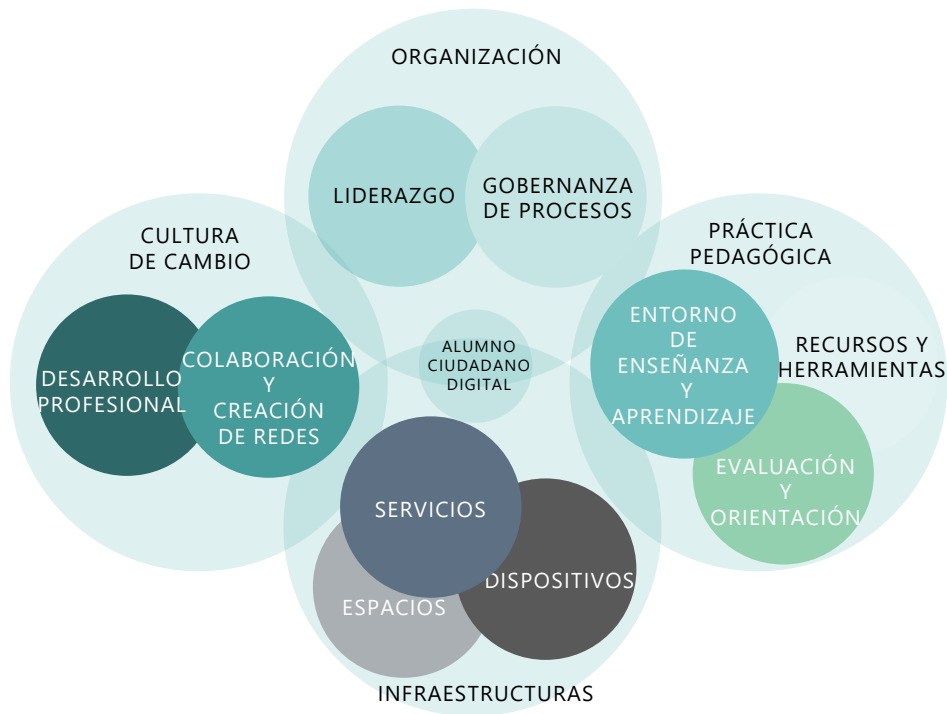 ORGANIZACIÓN
LIDERAZGO
GOBERNANZA
DE PROCESOS
CULTURA
DE CAMBIO
DESARROLLO
PROFESIONAL
COLABORACIÓN
Y
CREACIÓN
DE REDES
ALUMNO
CIUDADANO
DIGITAL
PRÁCTICA
PEDAGÓGICA
ENTORNO
DE
ENSEÑANZA
Y
APRENDIZAJE
RECURSOS Y
HERRAMIENTAS
EVALUACIÓN
Y
ORIENTACIÓN
SERVICIOS
ESPACIOS
DISPOSITIVOS
INFRAESTRUCTURAS